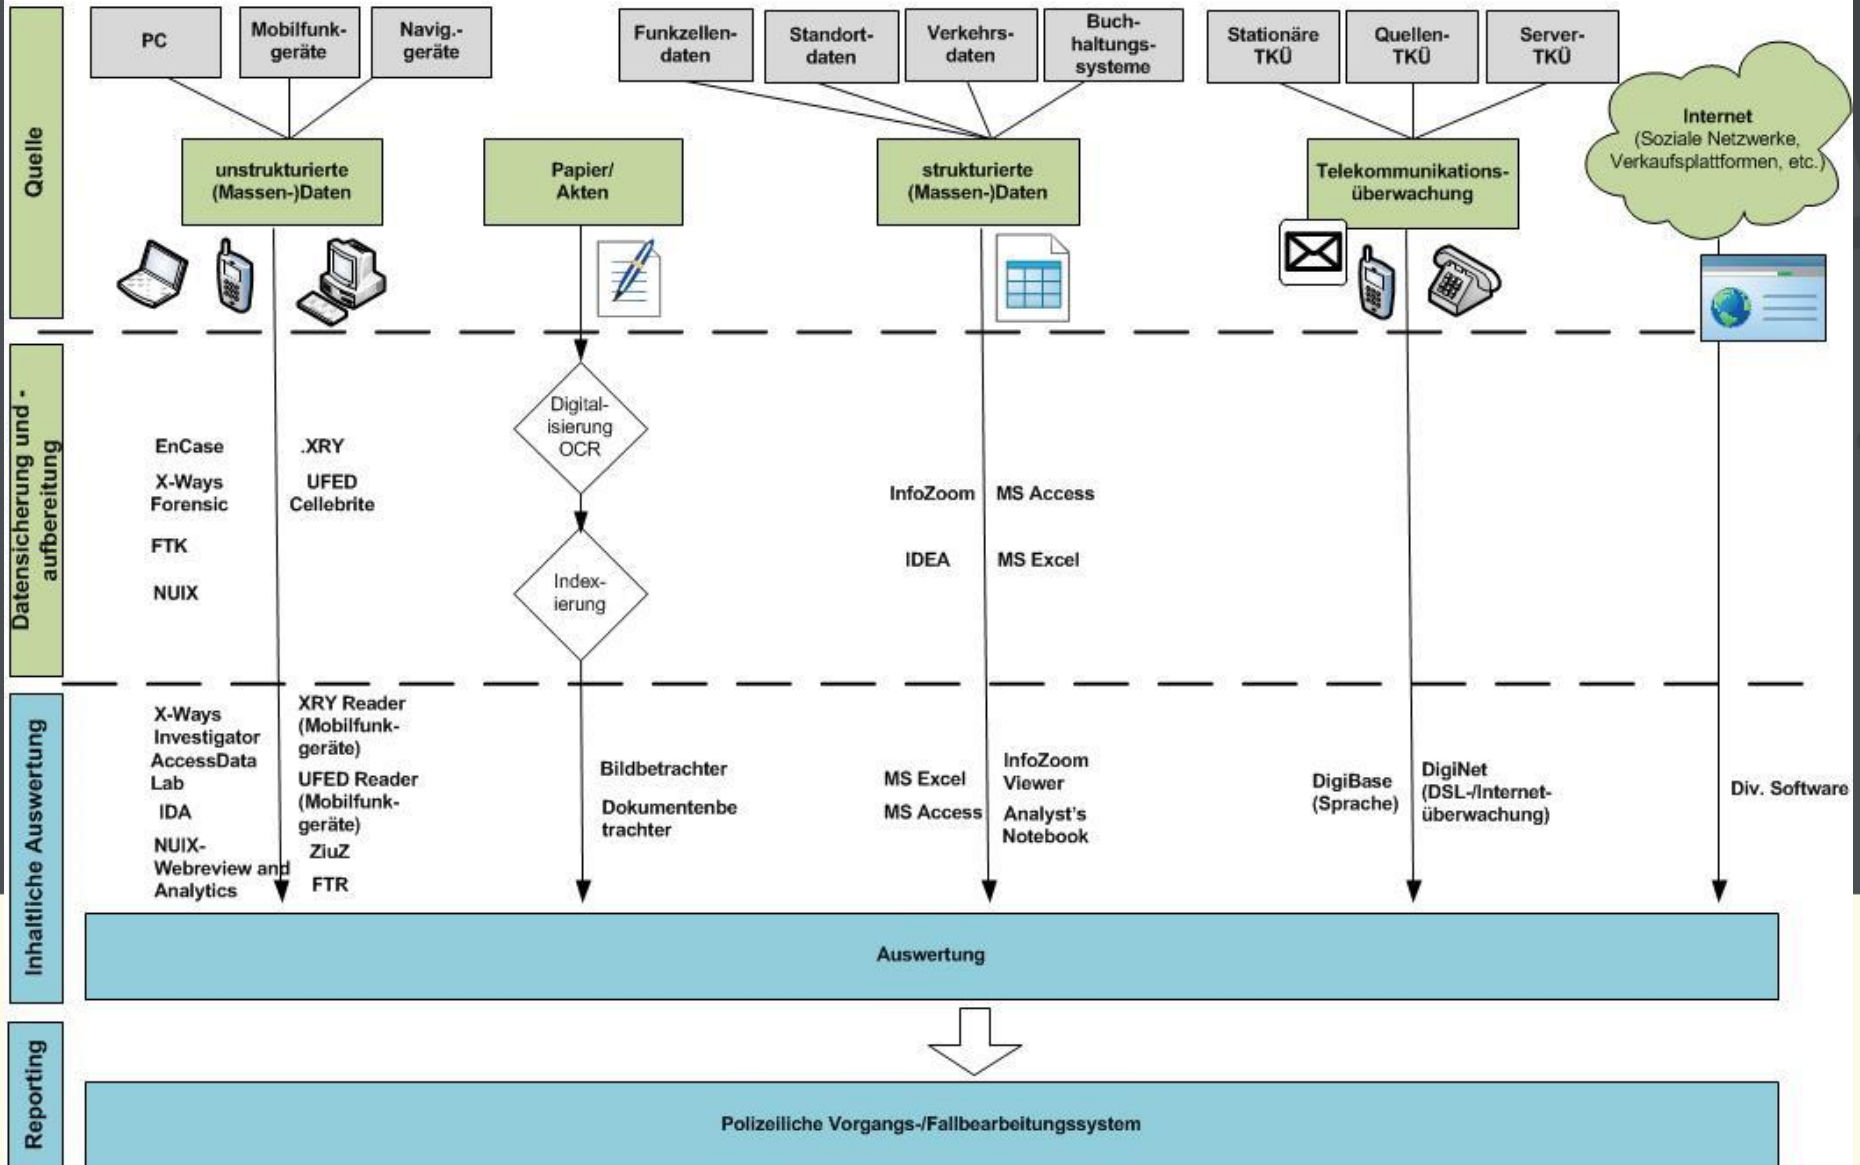 Quelle
PC
Mobilfunk-
geräte
Navig.-
geräte
Funkzellen-
daten
Standort-
daten
Verkehrs-
daten
Buch-
haltungs-
systeme
Stationäre
TKÜ
Quellen-
TKÜ
Server-
TKÜ
unstrukturierte
(Massen-)Daten
Papier/
Akten
strukturierte
(Massen-)Daten
Telekommunikations-
überwachung
Internet
(Soziale Netzwerke,
Verkaufsplattformen, etc.)
Datensicherung und -
aufbereitung
EnCase
X-Ways
Forensic
FTK
NUIX
.XRY
UFED
Cellebrite
Digital-
isierung
OCR
Index-
ierung
InfoZoom
IDEA
MS Access
MS Excel
Inhaltliche Auswertung
X-Ways
Investigator
AccessData
Lab
IDA
NUIX-
Webreview and
Analytics
XRY Reader
(Mobilfunk-
geräte)
UFED Reader
(Mobilfunk-
geräte)
ZiuZ
FTR
Bildbetrachter
Dokumentenbe
trachter
MS Excel
MS Access
InfoZoom
Viewer
Analyst's
Notebook
DigiBase
(Sprache)
DigiNet
(DSL-/Internet-
überwachung)
Div. Software
Auswertung
Reporting
Polizeiliche Vorgangs-/Fallbearbeitungssystem